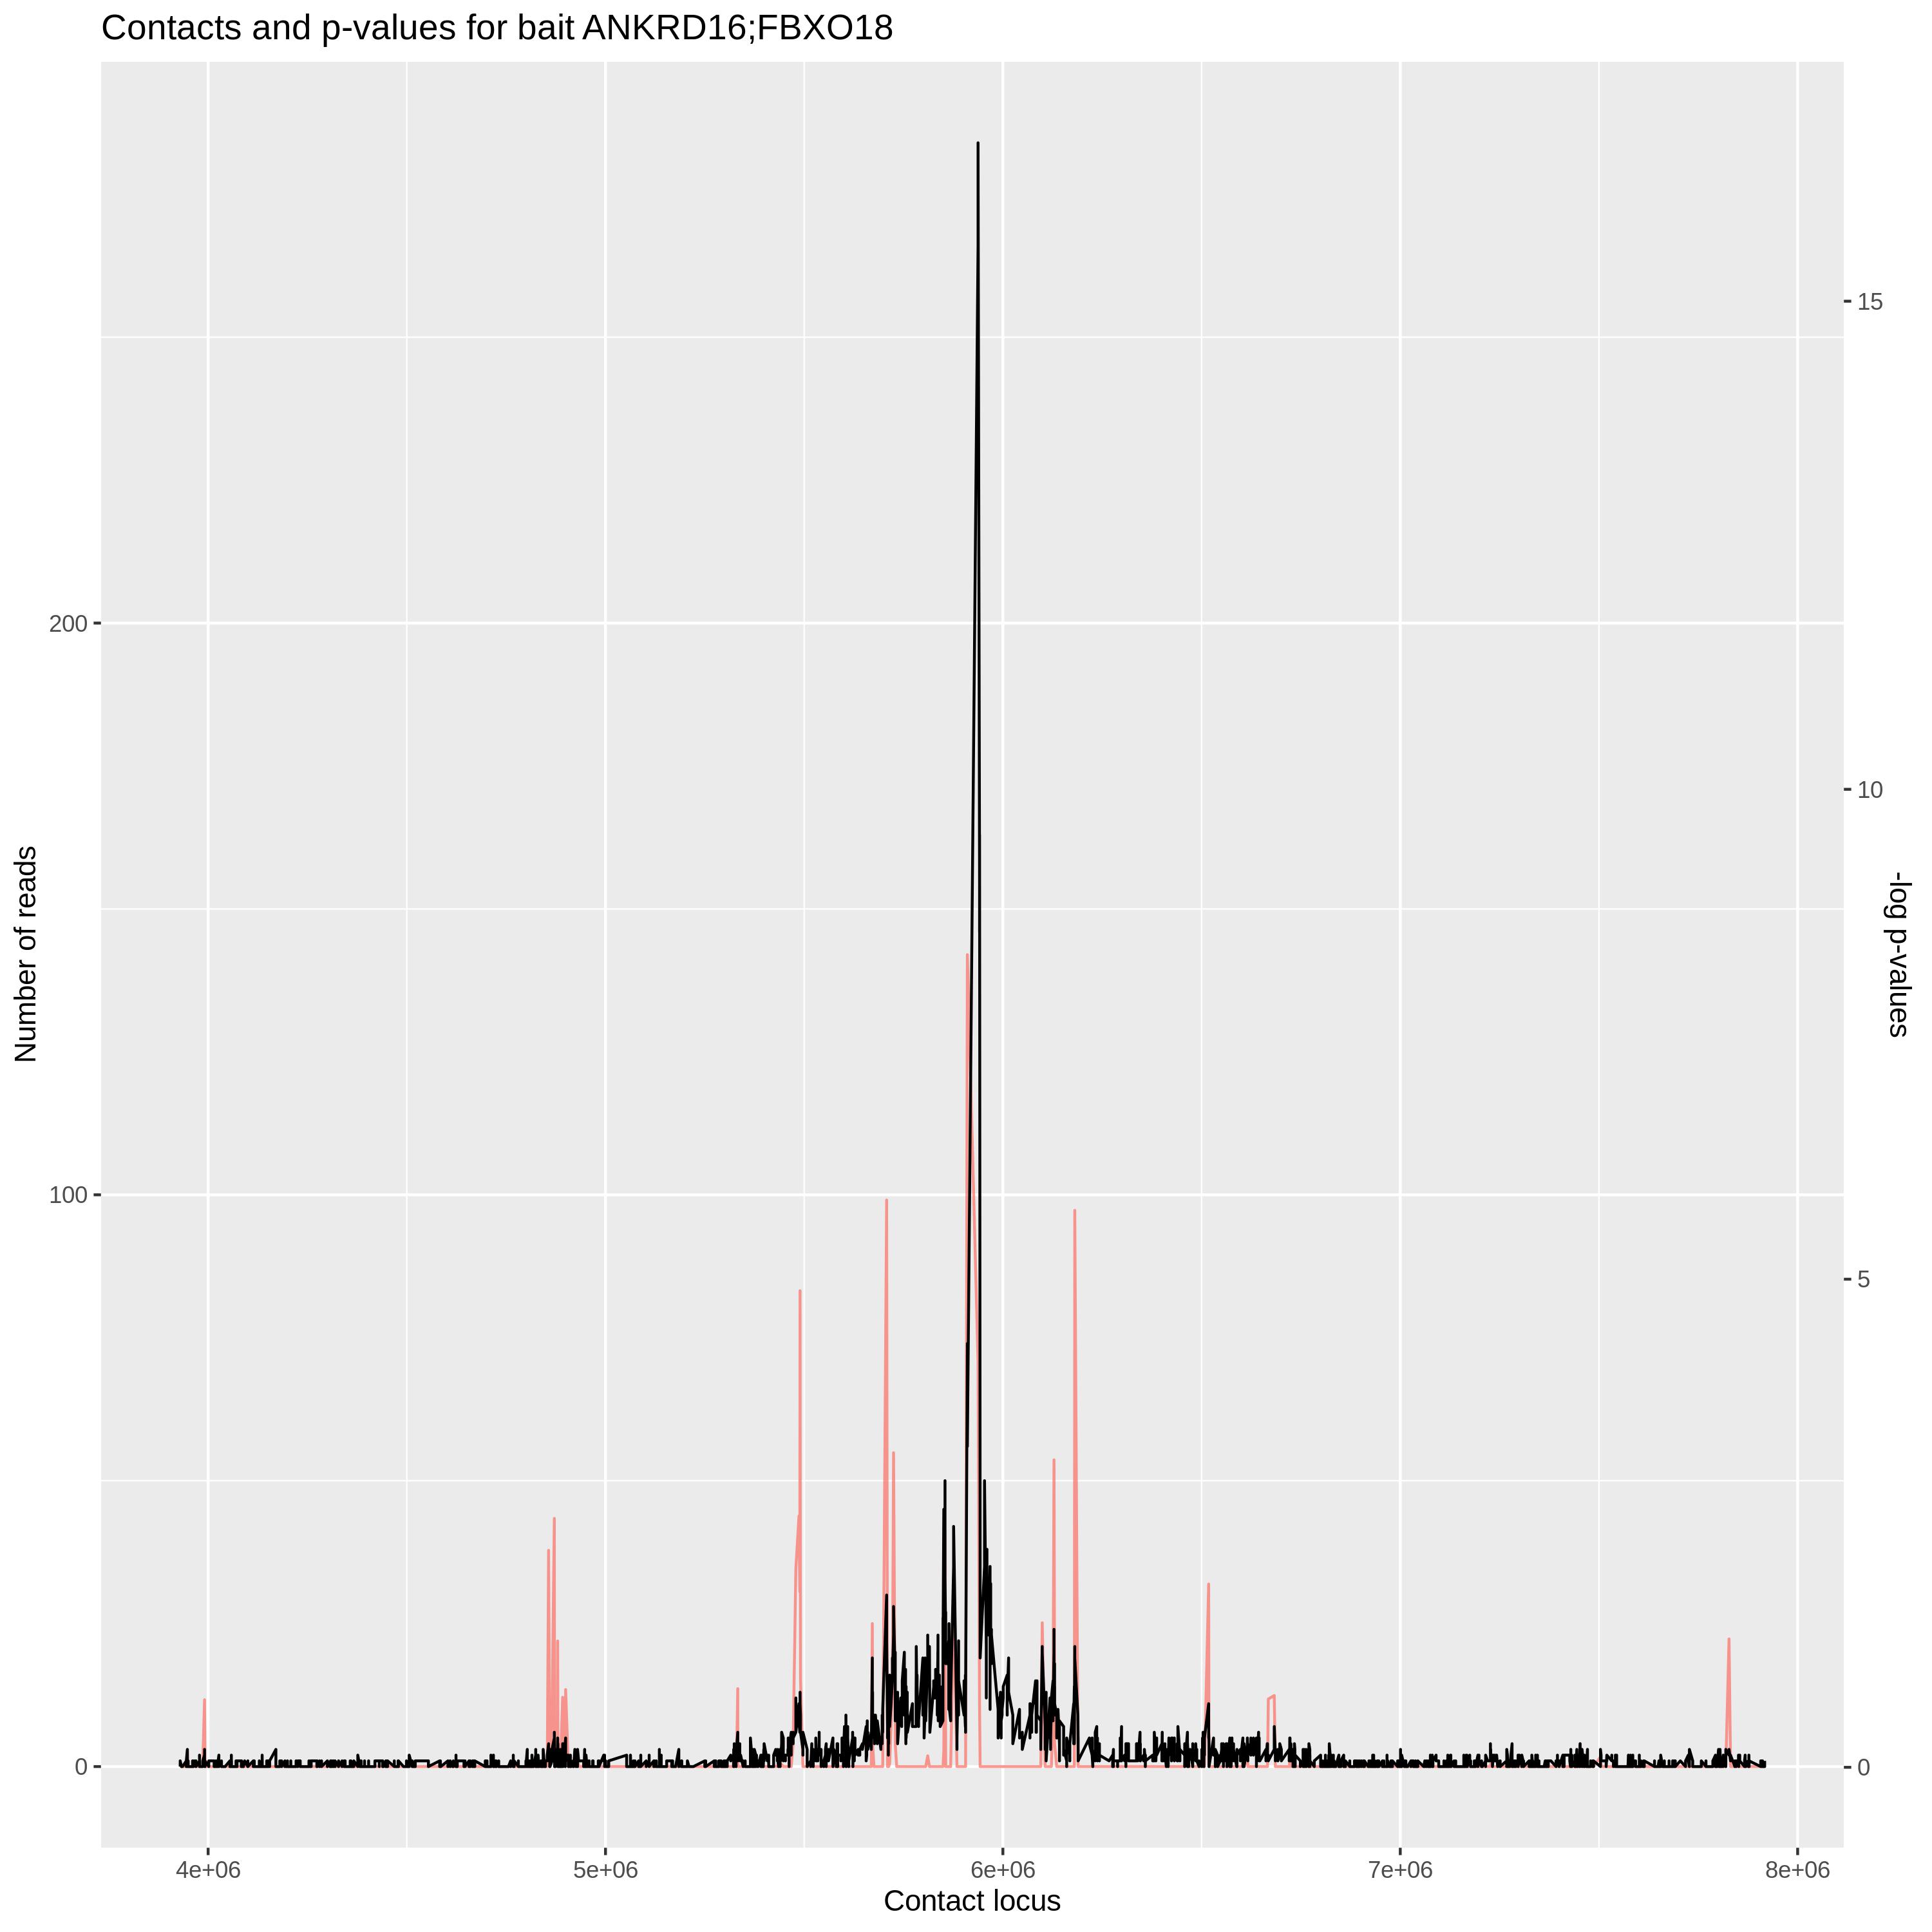 Contacts and p-values for bait ANKRD16;FBXO18
Number of reads
200
100
0
15
10
5
0
-log p-values
4e+06 5e+06 6e+06 7e+06 8e+06
Contact locus